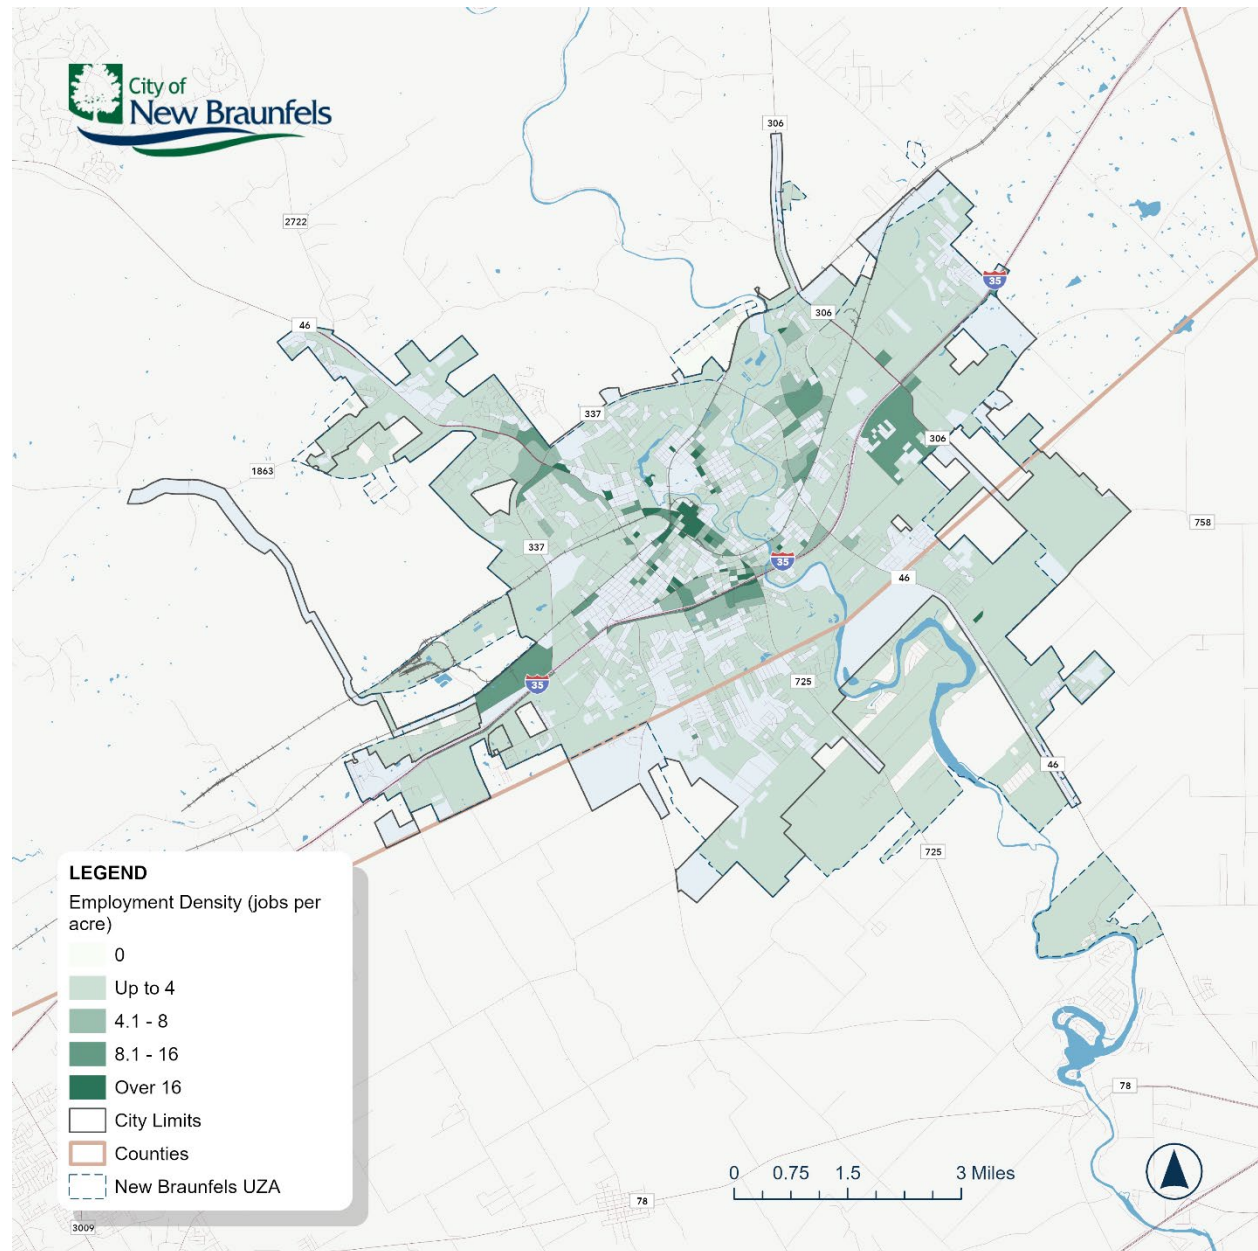 City of
New Braunfels
306
2722
35
46
306
337
306
1863
758
337
35
46
35
725
46
725
LEGEND
Employment Density (jobs per
acre)
0
Up to 4
4.1 - 8
8.1 - 16
Over 16
City Limits
Counties
New Braunfels UZA
78
0 0.75 1.5 3 Miles
78
3009